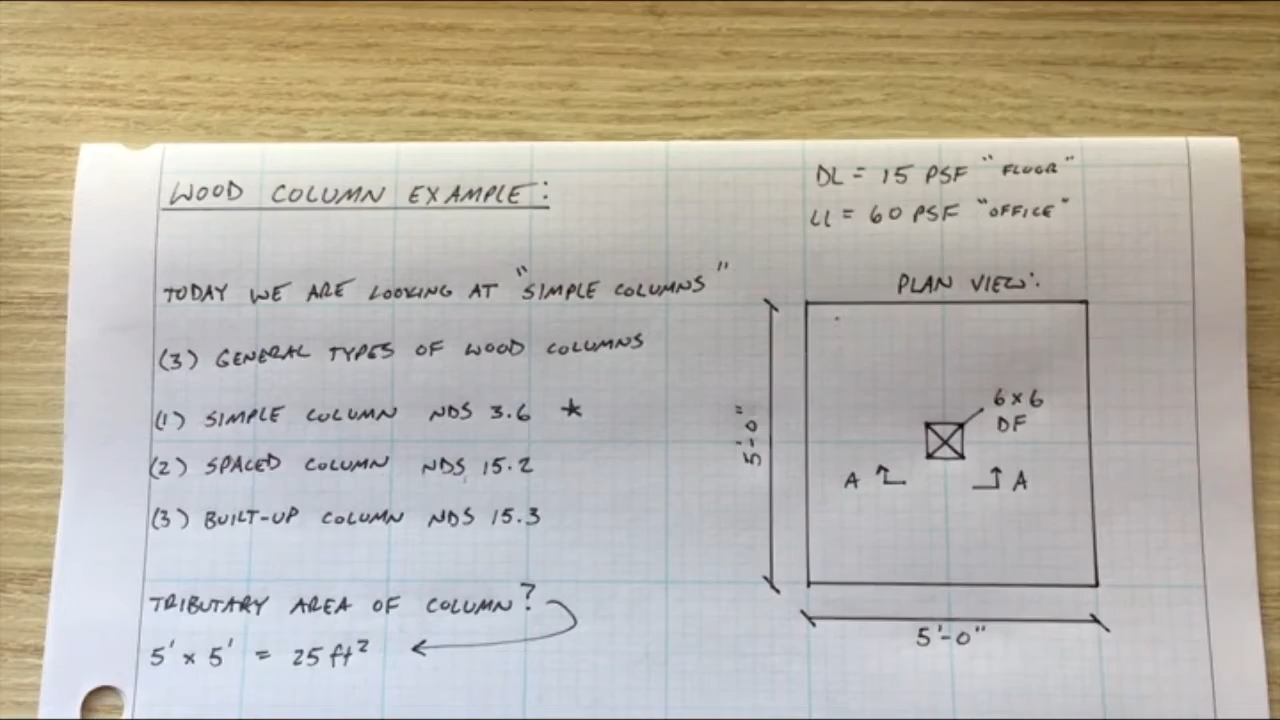 WOOD COLUMN EXAMPLE:
DL = 15 PSF "FLOOR"
LL = 60 PSF "OFFICE"
TODAY WE ARE LOOKING AT "SIMPLE COLUMNS"
(3) GENERAL TYPES OF WOOD COLUMNS
(1) SIMPLE COLUMN NDS 3.6 ★
(2) SPACED COLUMN NDS 15.2
(3) BUILT-UP COLUMN NDS 15.3
TRIBUTARY AREA OF COLUMN?
5' x 5' = 25 ft²
PLAN VIEW:
6x6
DF
A
A
5'-0"
5'-0"